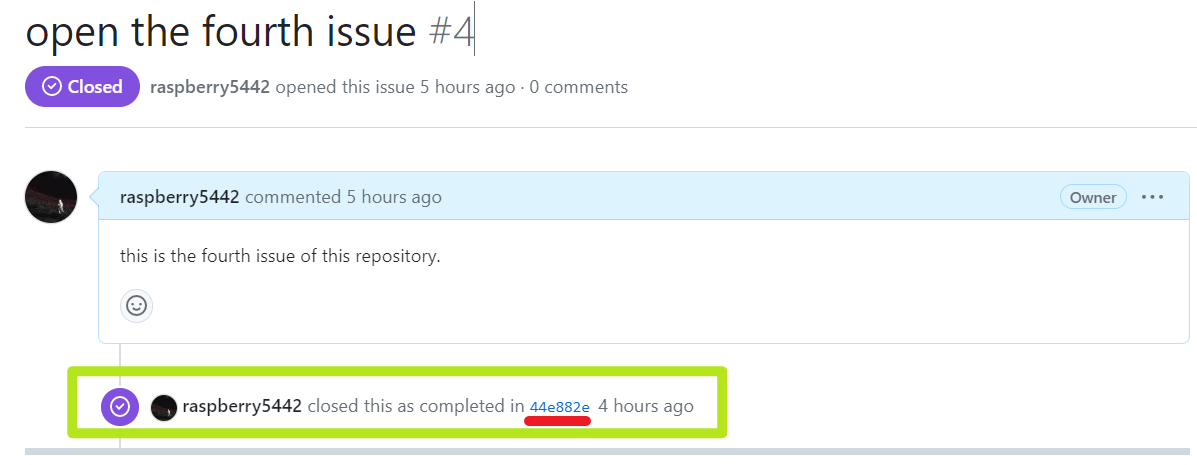 open the fourth issue #4
Closed raspberry5442 opened this issue 5 hours ago · 0 comments
raspberry5442 commented 5 hours ago Owner ···
this is the fourth issue of this repository.
raspberry5442 closed this as completed in 44e882e 4 hours ago